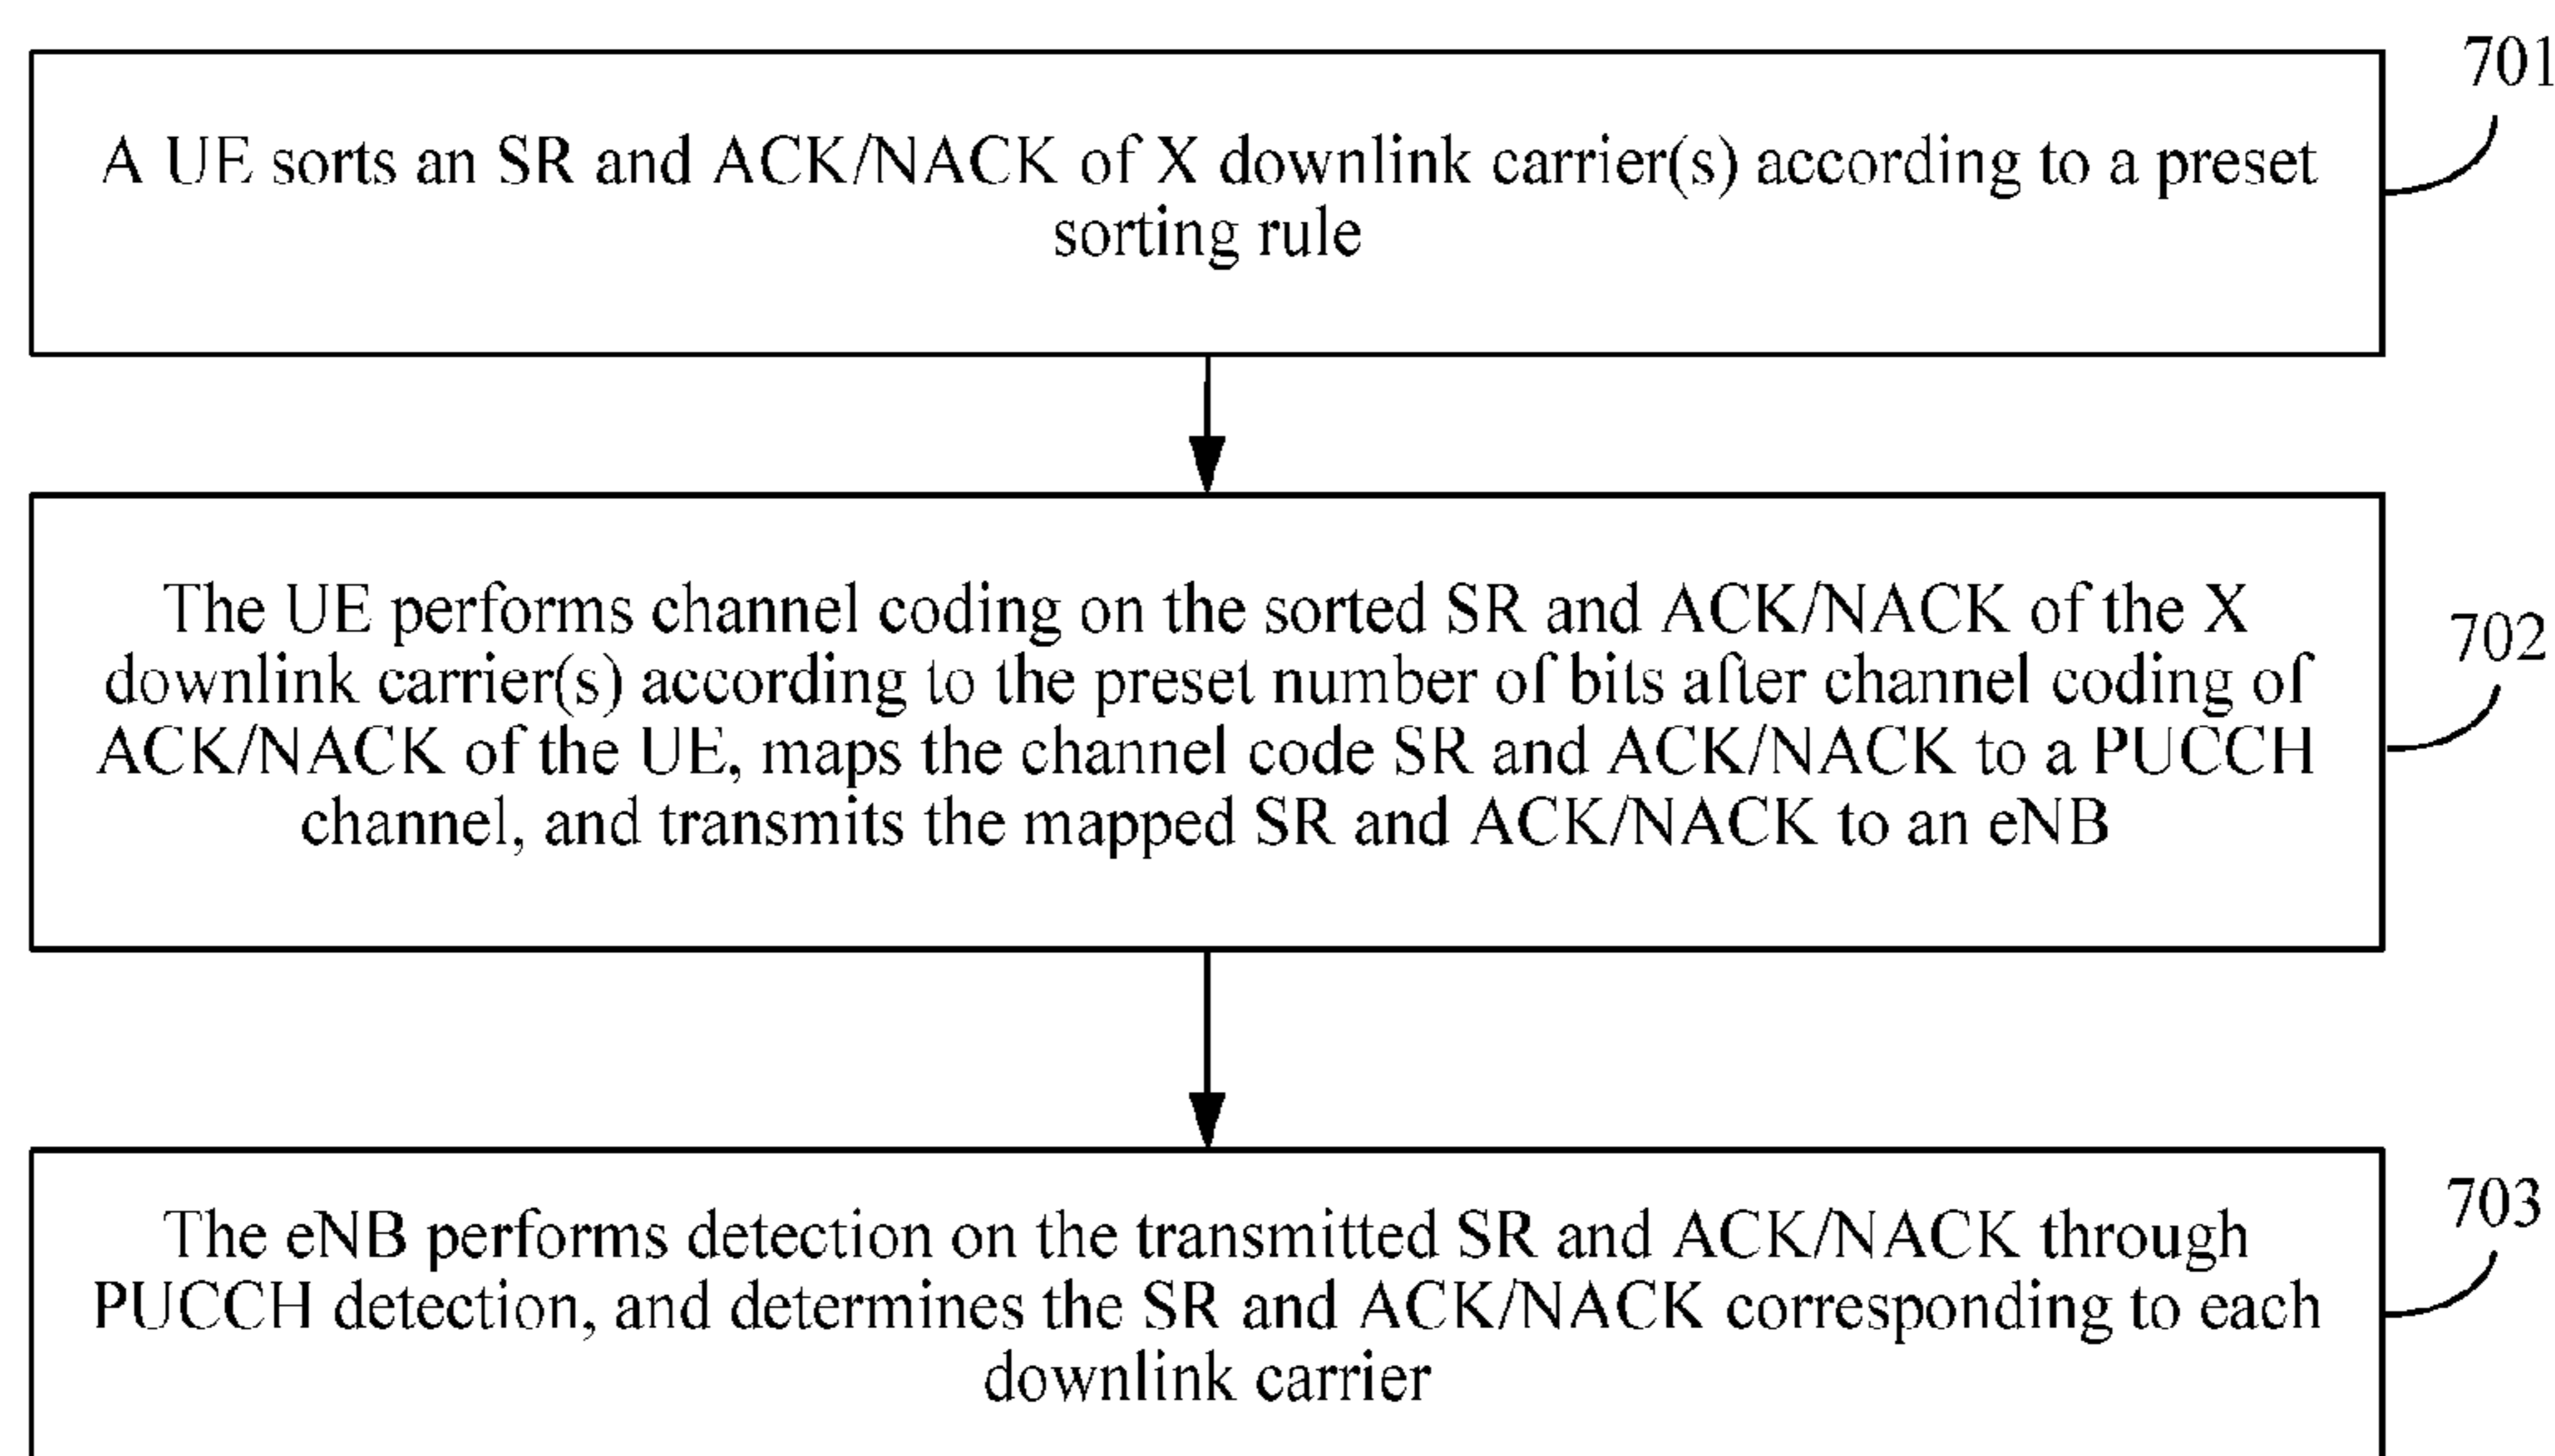 701
A UE sorts an SR and ACK/NACK of X downlink carrier(s) according to a preset
sorting rule
The UE performs channel coding on the sorted SR and ACK/NACK of the X
702
downlink carrier(s) according to the preset number of bits after channel coding of
ACK/NACK of the UE, maps the channel code SR and ACK/NACK to a PUCCH
channel, and transmits the mapped SR and ACK/NACK to an eNB
703
The eNB performs detection on the transmitted SR and ACK/NACK through
PUCCH detection, and determines the SR and ACK/NACK corresponding to each
downlink carrier